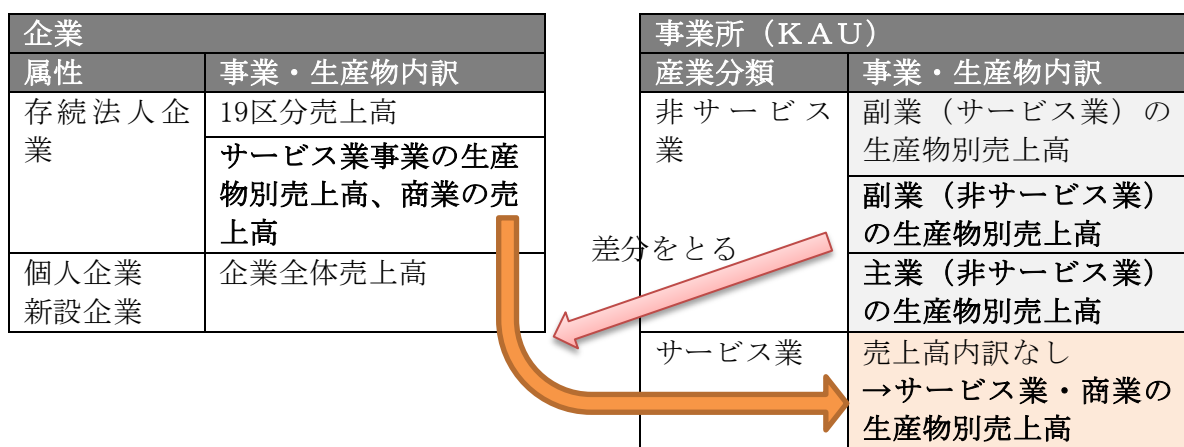 企業
属性 事業・生産物内訳
存続法人企
業
19区分売上高
サービス業事業の生産
物別売上高、商業の売
上高
個人企業
新設企業
企業全体売上高
差分をとる
事業所（ＫＡＵ）
産業分類 事業・生産物内訳
非サービス
業
副業（サービス業）の
生産物別売上高
副業（非サービス業）
の生産物別売上高
主業（非サービス業）
の生産物別売上高
サービス業
売上高内訳なし
→サービス業・商業の
生産物別売上高